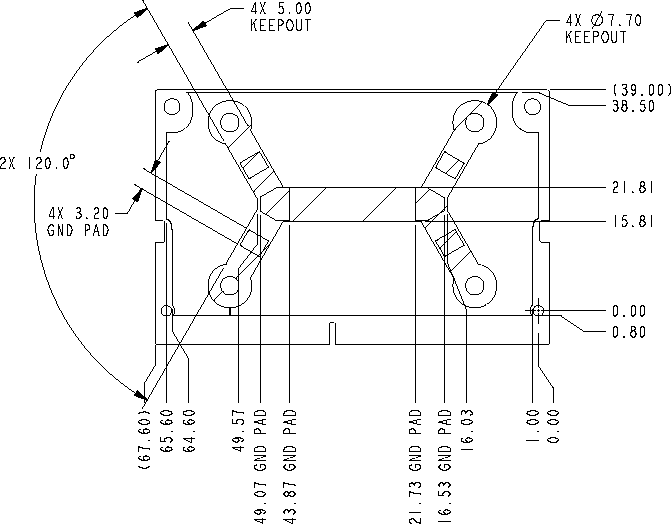 4X 5.00
KEEPOUT
4X Ø7.70
KEEPOUT
(39.00)
38.50
2X 120.0°
21.81
4X 3.20
GND PAD
15.81
0.00
0.80
(67.60)
65.60
64.60
49.57
49.07 GND PAD
43.87 GND PAD
21.73 GND PAD
16.53 GND PAD
16.03
1.00
0.00